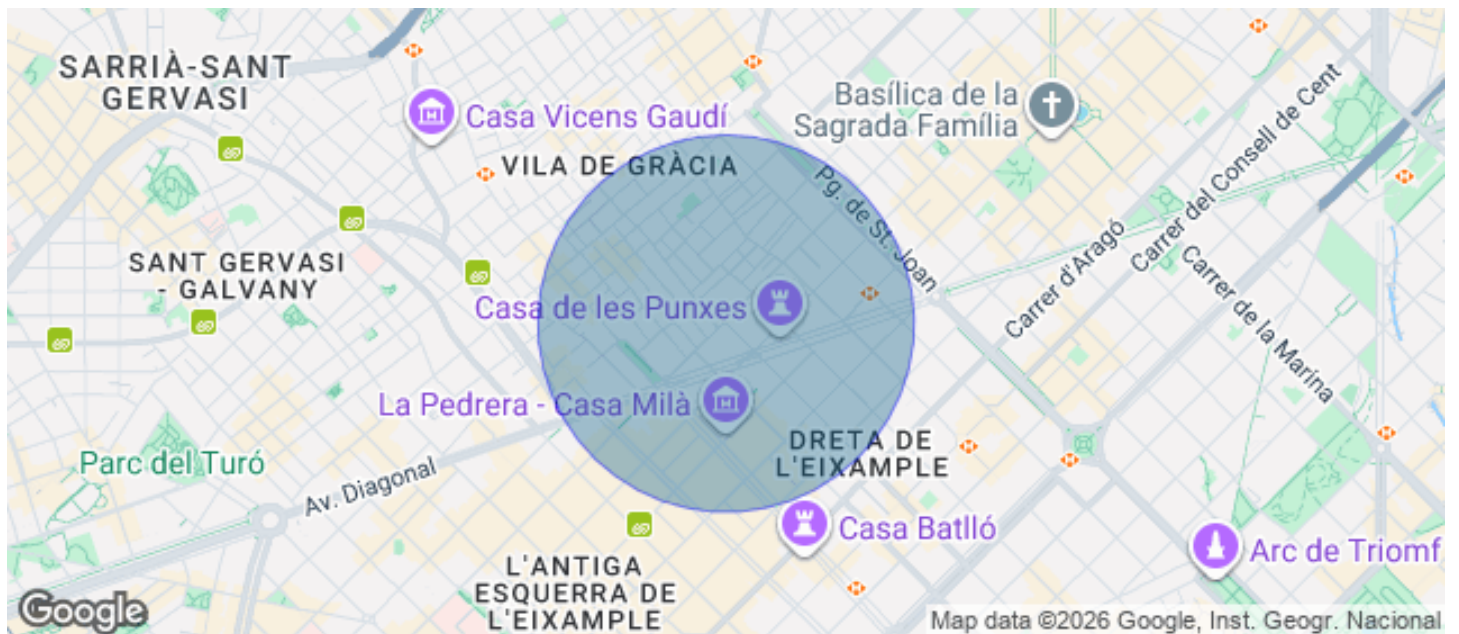 SARRIÀ-SANT
GERVASI
Casa Vicens Gaudí
Basílica de la
Sagrada Família
VILA DE GRÀCIA
Pg. de St. Joan
Carrer del Consell de Cent
Carrer d'Aragó
Carrer de la Marina
SANT GERVASI
- GALVANY
Casa de les Punxes
La Pedrera - Casa Milà
DRETA DE
L'EIXAMPLE
Parc del Turó
Av. Diagonal
Casa Batlló
Arc de Triomf
L'ANTIGA
ESQUERRA DE
L'EIXAMPLE
Google
Map data ©2026 Google, Inst. Geogr. Nacional